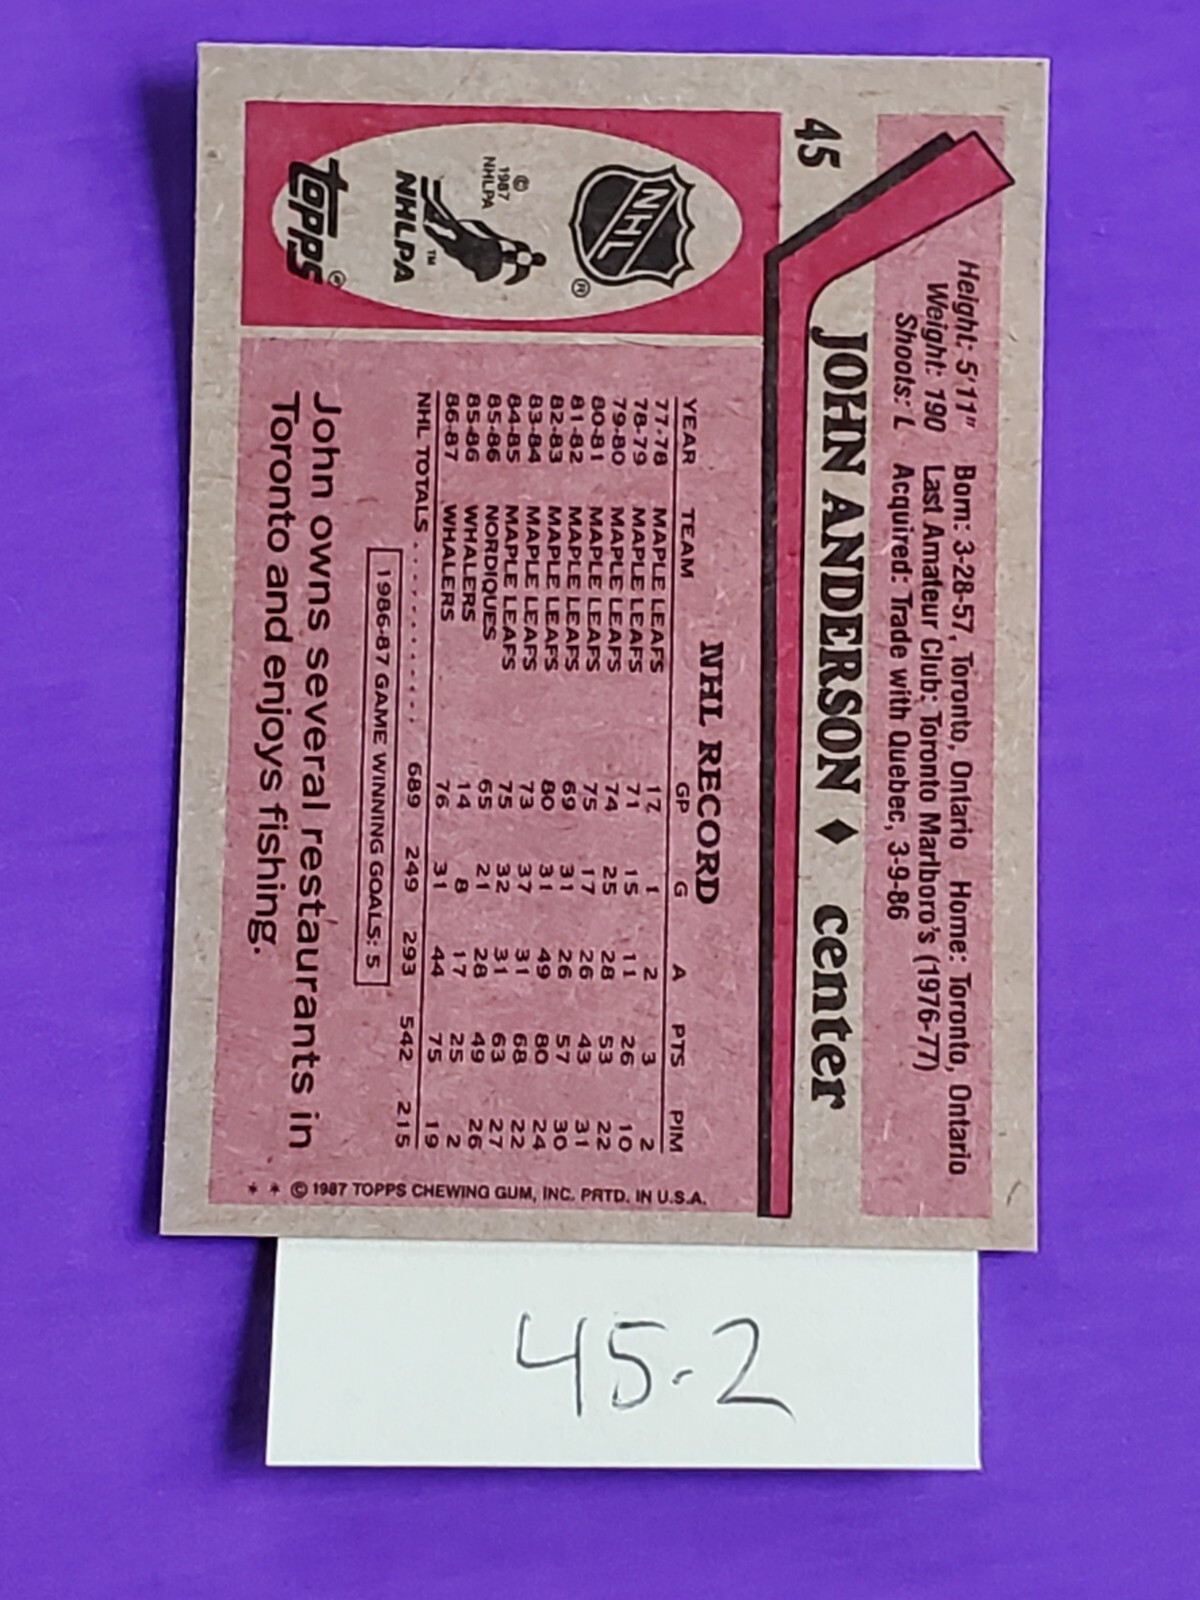 45
Height: 5'11" Born: 3-28-57, Toronto, Ontario Home: Toronto, Ontario
Weight: 190 Last Amateur Club: Toronto Marlboro's (1976-77)
Shoots: L Acquired: Trade with Quebec, 3-9-86
JOHN ANDERSON ♦ center
NHL
®
© 1987 NHLPA
NHLPA™
topps®
NHL RECORD
YEAR TEAM GP G A PTS PIM
77-78 MAPLE LEAFS 17 1 2 3 2
78-79 MAPLE LEAFS 71 15 11 26 10
79-80 MAPLE LEAFS 74 25 28 53 22
80-81 MAPLE LEAFS 75 17 26 43 31
81-82 MAPLE LEAFS 69 31 26 57 30
82-83 MAPLE LEAFS 80 31 49 80 24
83-84 MAPLE LEAFS 73 37 31 68 22
84-85 MAPLE LEAFS 75 32 31 63 27
85-86 NORDIQUES 65 21 28 49 26
85-86 WHALERS 14 8 17 25 2
86-87 WHALERS 76 31 44 75 19
NHL TOTALS . . . . . . . . . . 689 249 293 542 215
1986-87 GAME WINNING GOALS: 5
John owns several restaurants in
Toronto and enjoys fishing.
* * © 1987 TOPPS CHEWING GUM, INC. PRTD. IN U.S.A.
45-2